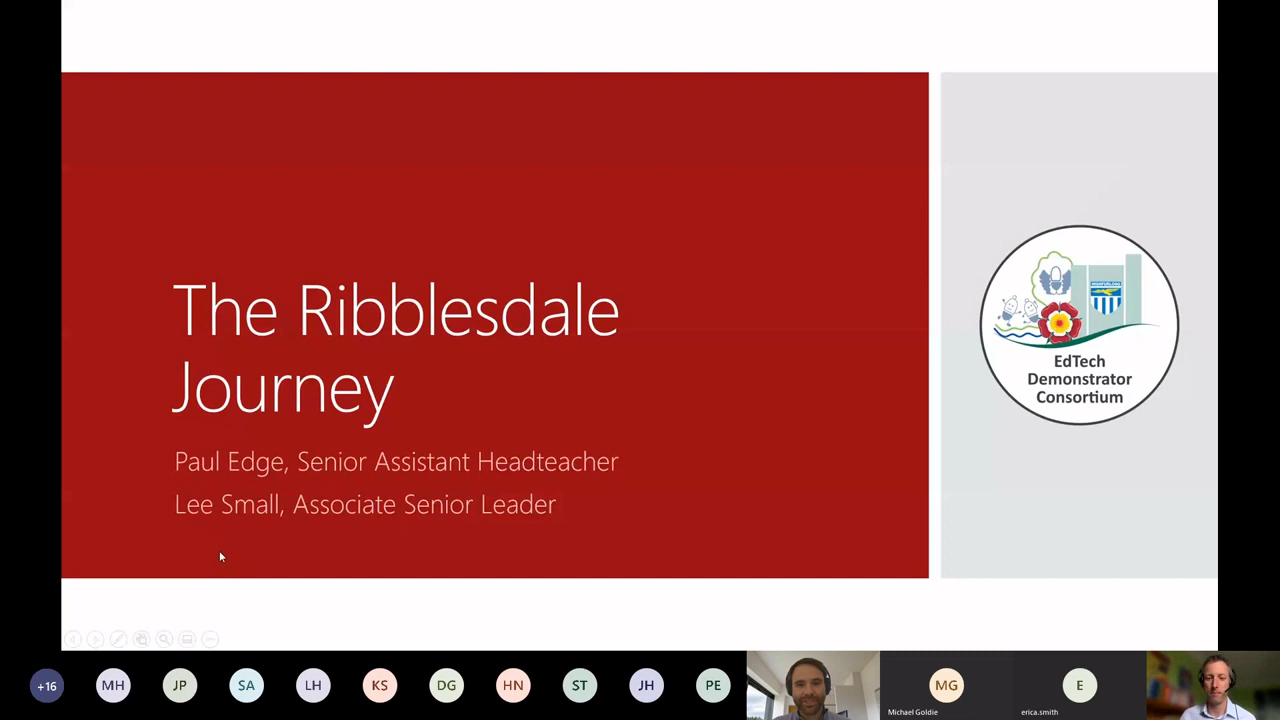 The Ribblesdale
Journey
Paul Edge, Senior Assistant Headteacher
Lee Small, Associate Senior Leader
EdTech
Demonstrator
Consortium
+16
MH
JP
SA
LH
KS
DG
HN
ST
JH
PE
MG
Michael Goldie
E
erica.smith